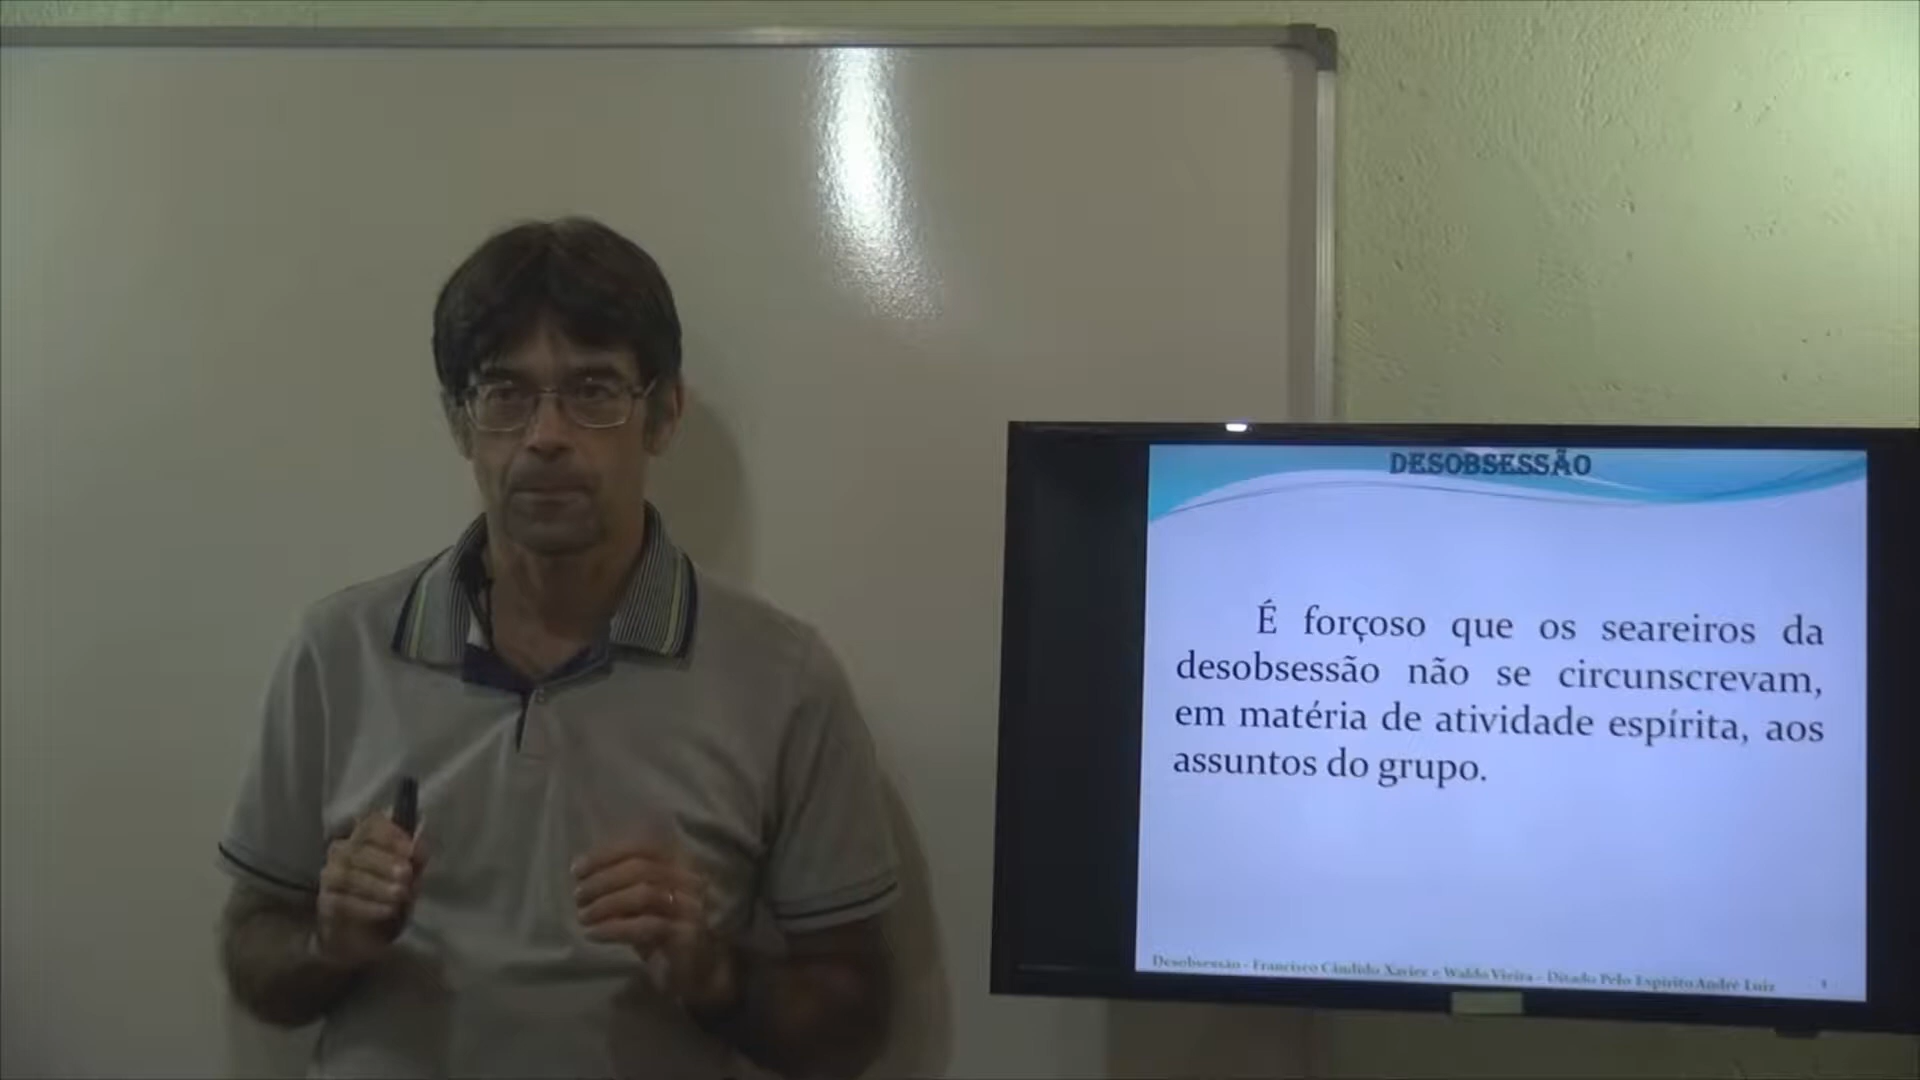 DESOBSESSÃO
É forçoso que os seareiros da
desobsessão não se circunscrevam,
em matéria de atividade espírita, aos
assuntos do grupo.
Desobsessão - Francisco Cândido Xavier e Waldo Vieira - Ditado Pelo Espírito André Luiz